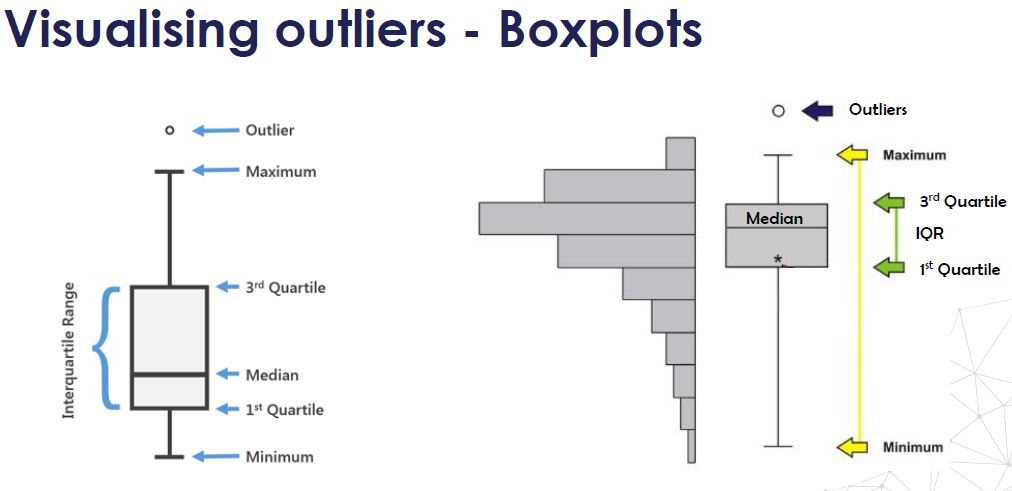 Visualising outliers - Boxplots
Outlier
Maximum
3rd Quartile
Interquartile Range
Median
1st Quartile
Minimum
Outliers
Maximum
3rd Quartile
Median
IQR
*
1st Quartile
Minimum